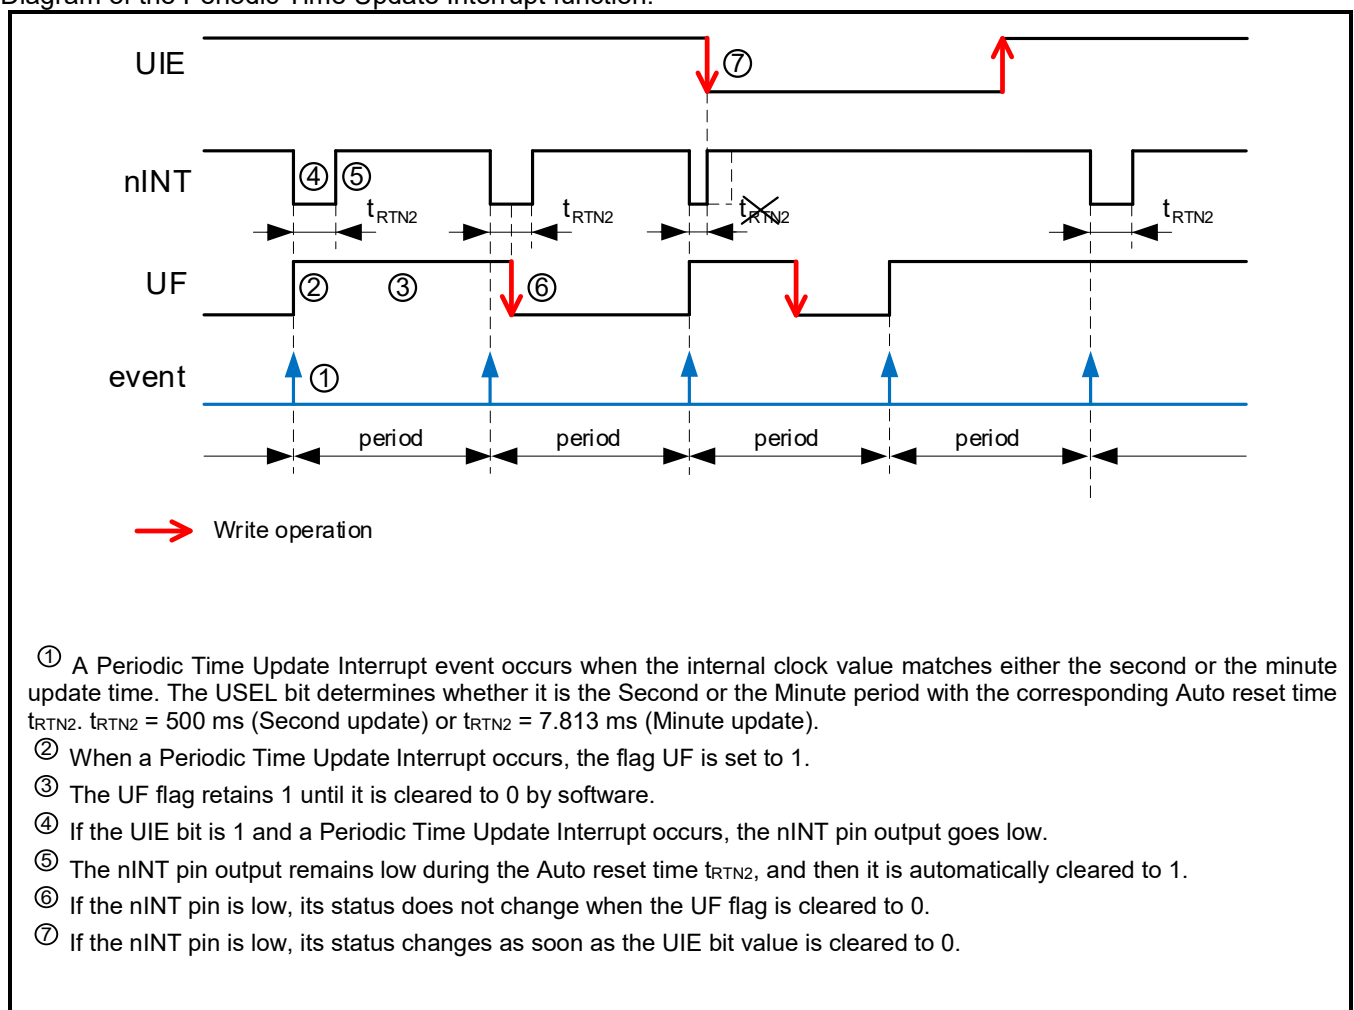 Diagram of the Periodic Time Update Interrupt function:
UIE
⑦
nINT
④ ⑤
tRTN2 tRTN2 tRTN2 tRTN2
UF
② ③ ⑥
event
①
period period period period
Write operation
① A Periodic Time Update Interrupt event occurs when the internal clock value matches either the second or the minute
update time. The USEL bit determines whether it is the Second or the Minute period with the corresponding Auto reset time
tRTN2. tRTN2 = 500 ms (Second update) or tRTN2 = 7.813 ms (Minute update).
② When a Periodic Time Update Interrupt occurs, the flag UF is set to 1.
③ The UF flag retains 1 until it is cleared to 0 by software.
④ If the UIE bit is 1 and a Periodic Time Update Interrupt occurs, the nINT pin output goes low.
⑤ The nINT pin output remains low during the Auto reset time tRTN2, and then it is automatically cleared to 1.
⑥ If the nINT pin is low, its status does not change when the UF flag is cleared to 0.
⑦ If the nINT pin is low, its status changes as soon as the UIE bit value is cleared to 0.